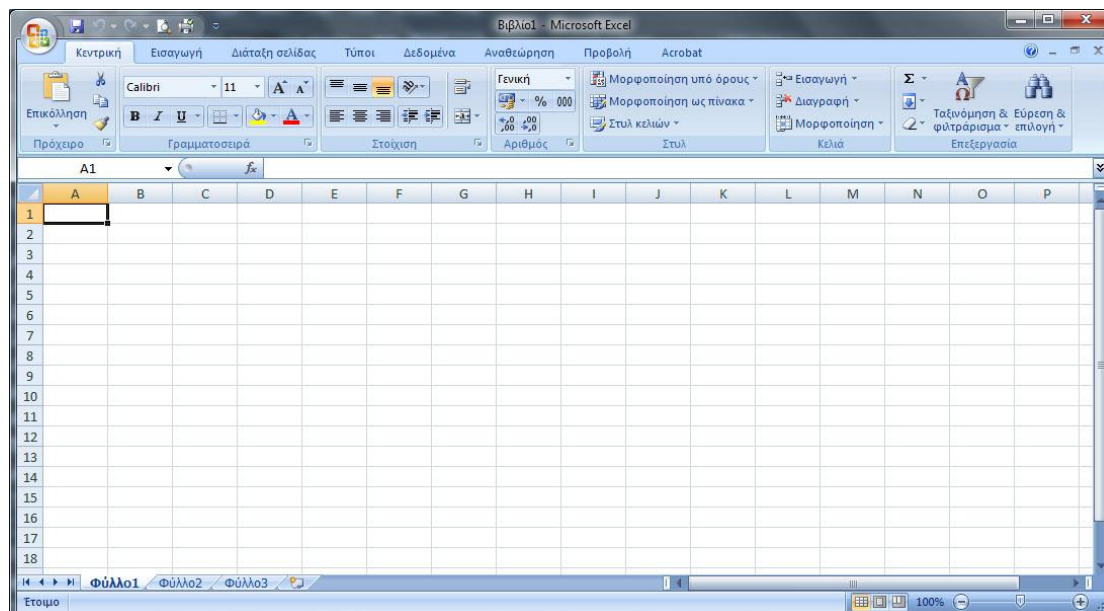 Βιβλίο1 - Microsoft Excel
Κεντρική Εισαγωγή Διάταξη σελίδας Τύποι Δεδομένα Αναθεώρηση Προβολή Acrobat
Επικόλληση
Πρόχειρο
Calibri 11
B I U A
Γραμματοσειρά
Στοίχιση
Γενική
% 000
Αριθμός
Μορφοποίηση υπό όρους
Μορφοποίηση ως πίνακα
Στυλ κελιών
Στυλ
Εισαγωγή
Διαγραφή
Μορφοποίηση
Κελιά
Σ
Ταξινόμηση & φιλτράρισμα
Εύρεση & επιλογή
Επεξεργασία
A1 fx
A B C D E F G H I J K L M N O P
1
2
3
4
5
6
7
8
9
10
11
12
13
14
15
16
17
18
Φύλλο1 Φύλλο2 Φύλλο3
Έτοιμο 100%